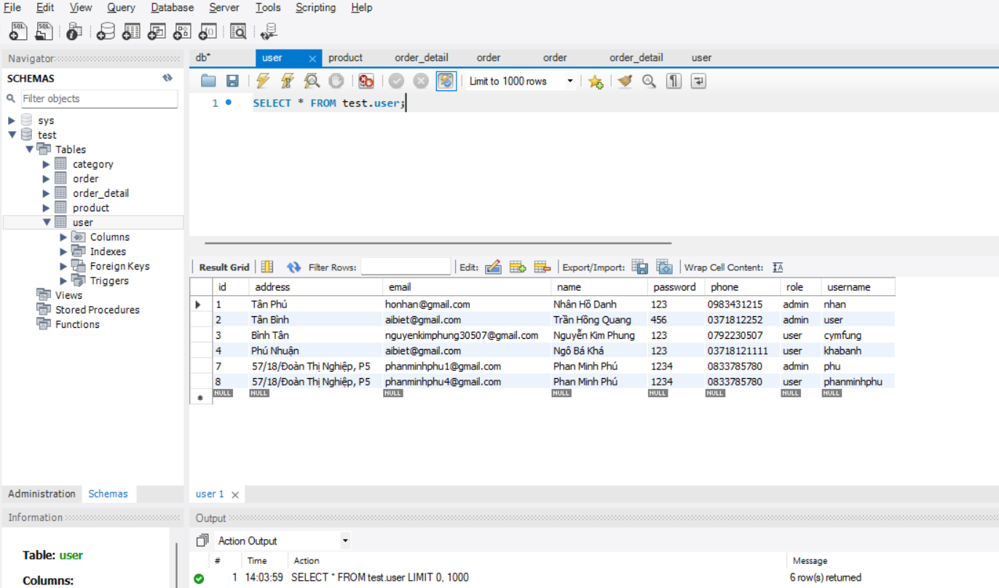 File Edit View Query Database Server Tools Scripting Help
SQL SQL
Navigator
db* user product order_detail order order order_detail user
SCHEMAS
Limit to 1000 rows
Filter objects
1 SELECT * FROM test.user;
sys
test
Tables
category
order
order_detail
product
user
Columns
Indexes
Foreign Keys
Triggers
Views
Stored Procedures
Functions
Result Grid Filter Rows: Edit: Export/Import: Wrap Cell Content:
id address email name password phone role username
1 Tân Phú honhan@gmail.com Nhân Hồ Danh 123 0983431215 admin nhan
2 Tân Bình aibiet@gmail.com Trần Hồng Quang 456 0371812252 admin user
3 Bình Tân nguyenkimphung30507@gmail.com Nguyễn Kim Phung 123 0792230507 user cymfung
4 Phú Nhuận aibiet@gmail.com Ngô Bá Khá 123 03718121111 user khabanh
7 57/18/Đoàn Thị Nghiệp, P5 phanminhphu1@gmail.com Phan Minh Phú 1234 0833785780 admin phu
8 57/18/Đoàn Thị Nghiệp, P5 phanminhphu4@gmail.com Phan Minh Phú 1234 0833785780 user phanminhphu
NULL NULL NULL NULL NULL NULL NULL NULL
Administration Schemas
user 1
Information
Output
Action Output
Table: user
# Time Action Message
Columns:
1 14:03:59 SELECT * FROM test.user LIMIT 0, 1000 6 row(s) returned